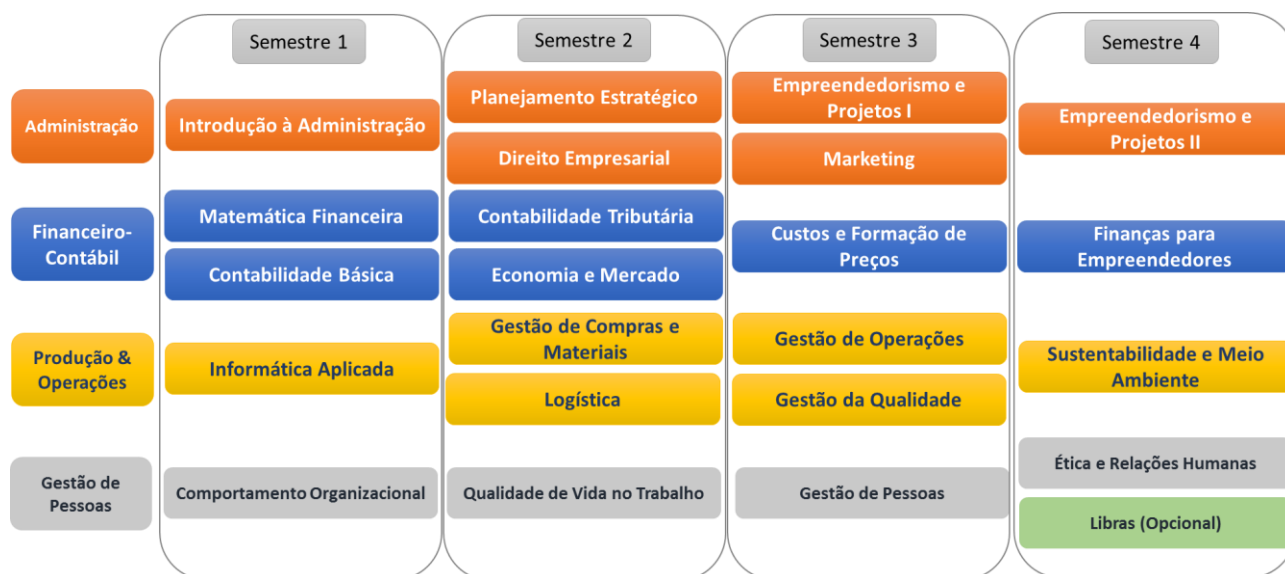 Semestre 1
Semestre 2
Semestre 3
Semestre 4
Administração
Introdução à Administração
Planejamento Estratégico
Direito Empresarial
Empreendedorismo e
Projetos I
Marketing
Empreendedorismo e
Projetos II
Financeiro-
Contábil
Matemática Financeira
Contabilidade Básica
Contabilidade Tributária
Economia e Mercado
Custos e Formação de
Preços
Finanças para
Empreendedores
Produção &
Operações
Informática Aplicada
Gestão de Compras e
Materiais
Logística
Gestão de Operações
Gestão da Qualidade
Sustentabilidade e Meio
Ambiente
Gestão de
Pessoas
Comportamento Organizacional
Qualidade de Vida no Trabalho
Gestão de Pessoas
Ética e Relações Humanas
Libras (Opcional)